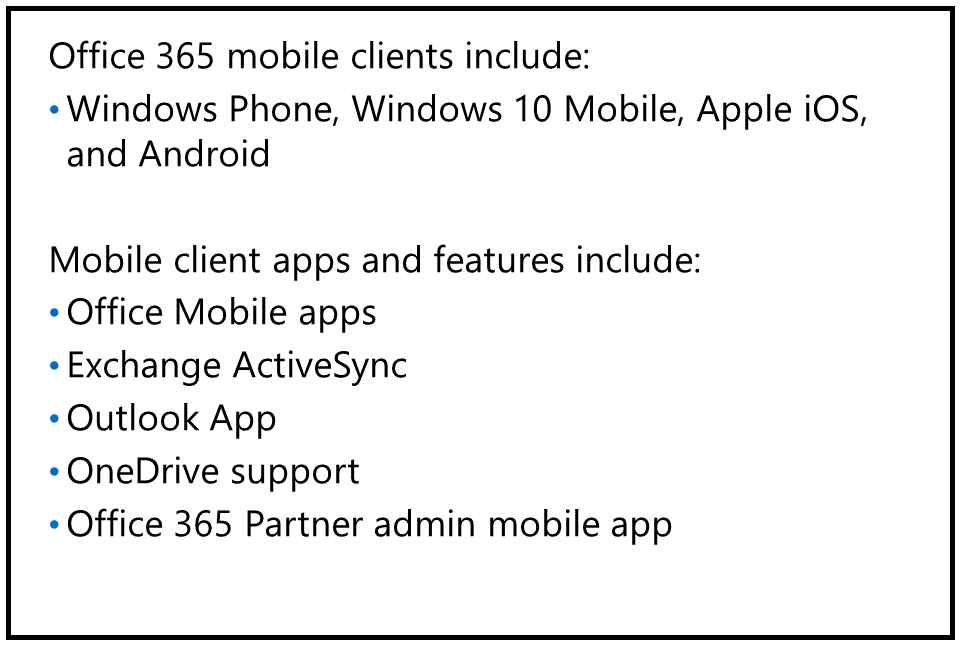 Office 365 mobile clients include:
• Windows Phone, Windows 10 Mobile, Apple iOS,
and Android
Mobile client apps and features include:
• Office Mobile apps
• Exchange ActiveSync
• Outlook App
• OneDrive support
• Office 365 Partner admin mobile app